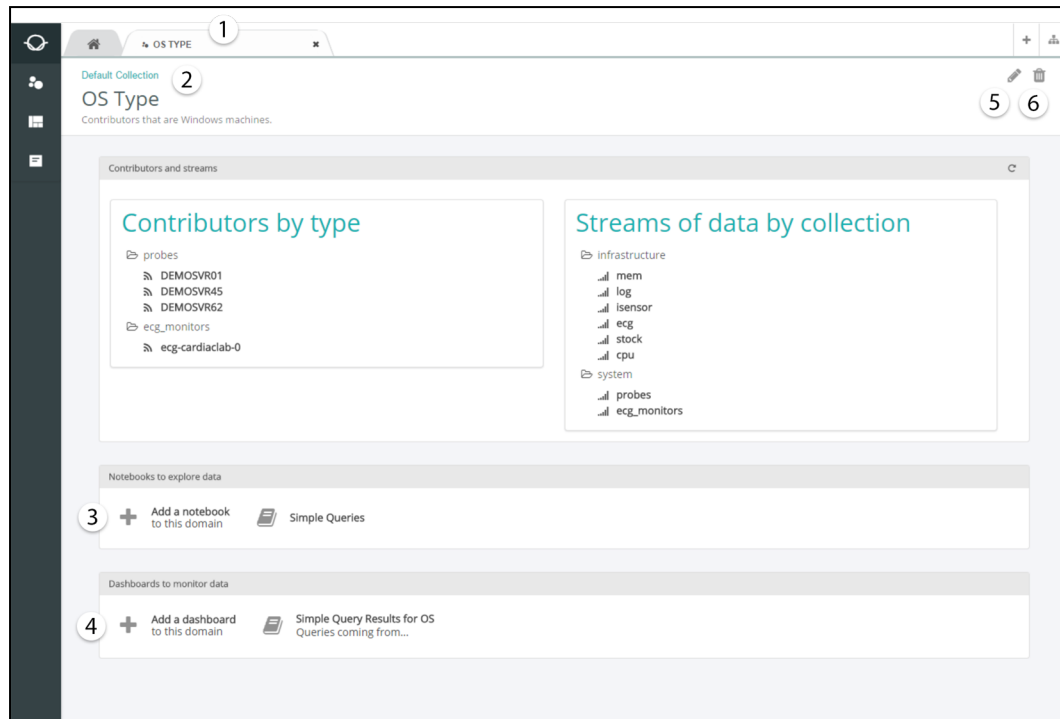 1
OS TYPE
Default Collection
2
OS Type
Contributors that are Windows machines.
5
6
Contributors and streams
Contributors by type
probes
DEMOSVR01
DEMOSVR45
DEMOSVR62
ecg_monitors
ecg-cardiaclab-0
Streams of data by collection
infrastructure
mem
log
isensor
ecg
stock
cpu
system
probes
ecg_monitors
Notebooks to explore data
3
Add a notebook
to this domain
Simple Queries
Dashboards to monitor data
4
Add a dashboard
to this domain
Simple Query Results for OS
Queries coming from...